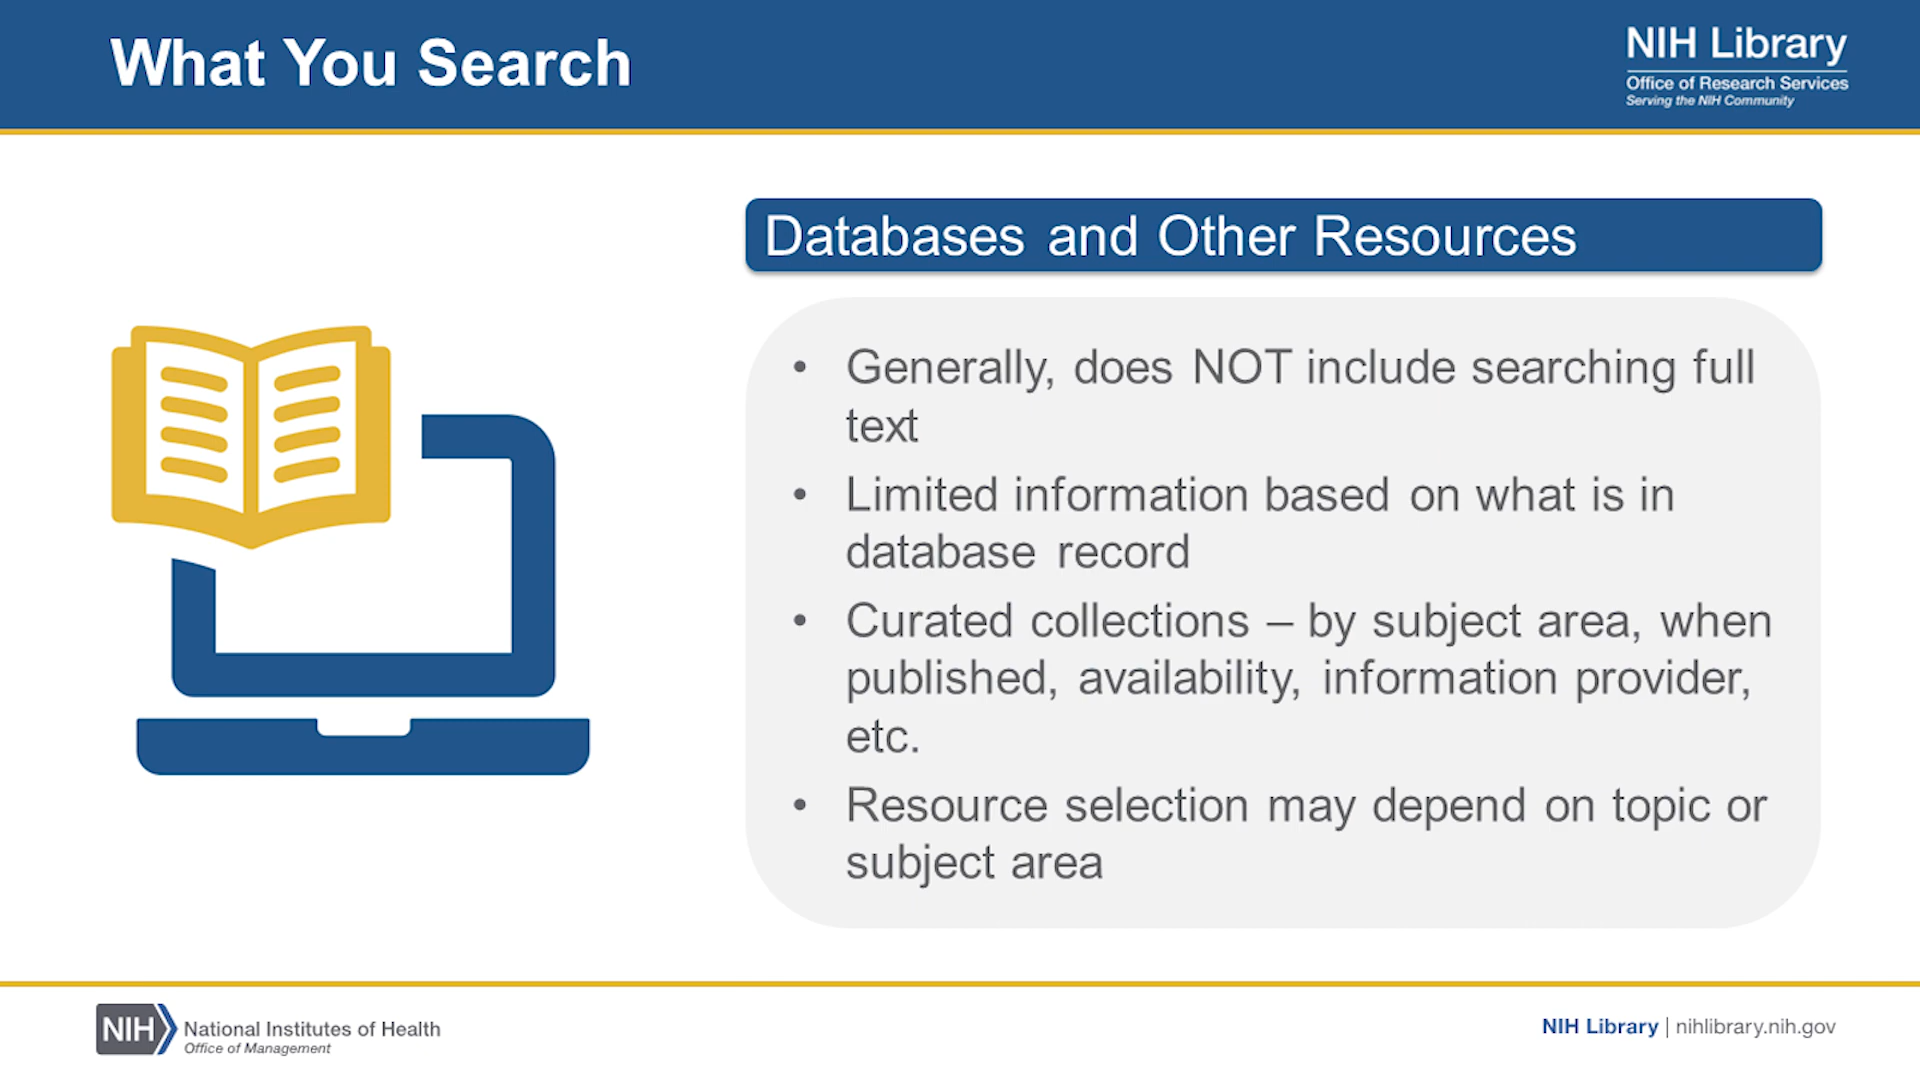 What You Search
NIH Library
Office of Research Services
Serving the NIH Community
Databases and Other Resources
• Generally, does NOT include searching full
text
• Limited information based on what is in
database record
• Curated collections – by subject area, when
published, availability, information provider,
etc.
• Resource selection may depend on topic or
subject area
NIH National Institutes of Health
Office of Management
NIH Library | nihlibrary.nih.gov